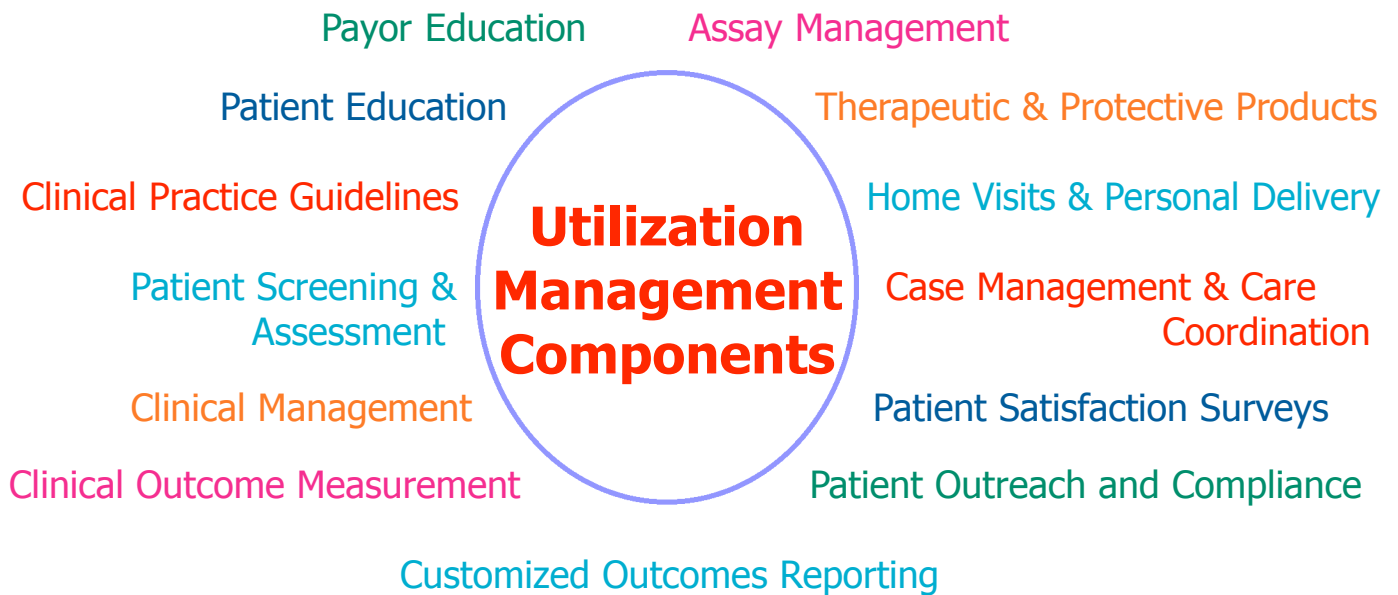 Payor Education
Assay Management
Patient Education
Therapeutic & Protective Products
Clinical Practice Guidelines
Home Visits & Personal Delivery
Utilization
Management
Components
Patient Screening &
Assessment
Case Management & Care
Coordination
Clinical Management
Patient Satisfaction Surveys
Clinical Outcome Measurement
Patient Outreach and Compliance
Customized Outcomes Reporting